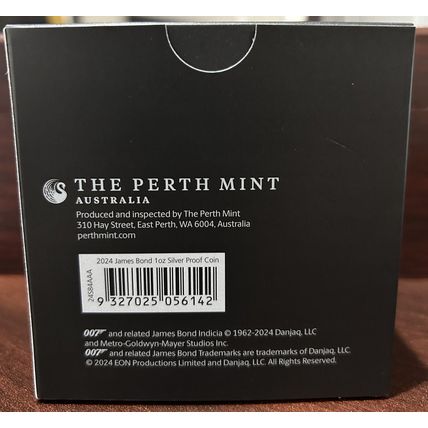 THE PERTH MINT
AUSTRALIA
Produced and inspected by The Perth Mint
310 Hay Street, East Perth, WA 6004, Australia
perthmint.com
2024 James Bond 1oz Silver Proof Coin
24S84AAA
9 327025 056142
007 and related James Bond Indicia © 1962-2024 Danjaq, LLC
and Metro-Goldwyn-Mayer Studios Inc.
007 and related James Bond Trademarks are trademarks of Danjaq, LLC.
© 2024 EON Productions Limited and Danjaq, LLC. All Rights Reserved.